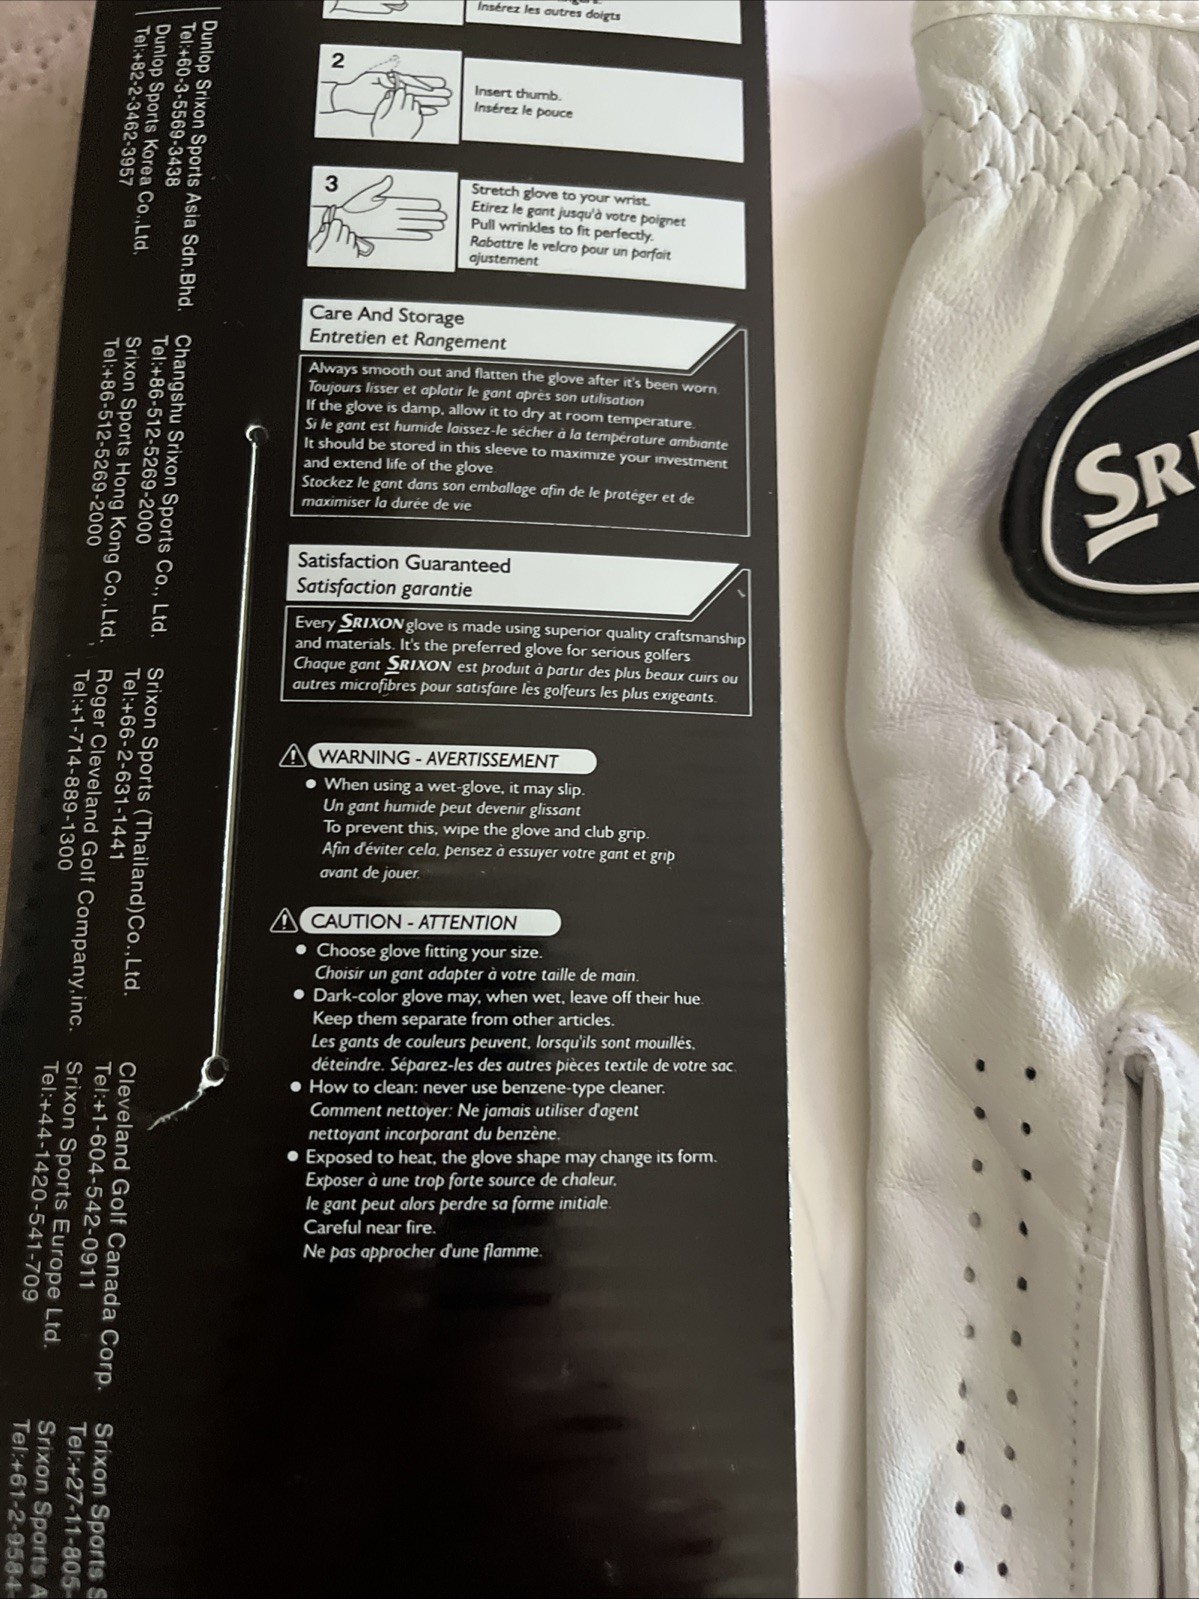 Insérez les autres doigts
2
Insert thumb.
Insérez le pouce
3
Stretch glove to your wrist.
Etirez le gant jusqu'à votre poignet
Pull wrinkles to fit perfectly.
Rabattre le velcro pour un parfait
ajustement
Care And Storage
Entretien et Rangement
Always smooth out and flatten the glove after it's been worn.
Toujours lisser et aplatir le gant après son utilisation
If the glove is damp, allow it to dry at room temperature.
Si le gant est humide laissez-le sécher à la température ambiante
It should be stored in this sleeve to maximize your investment
and extend life of the glove
Stockez le gant dans son emballage afin de le protéger et de
maximiser la durée de vie
Satisfaction Guaranteed
Satisfaction garantie
Every SRIXON glove is made using superior quality craftsmanship
and materials. It's the preferred glove for serious golfers
Chaque gant SRIXON est produit à partir des plus beaux cuirs ou
autres microfibres pour satisfaire les golfeurs les plus exigeants.
WARNING - AVERTISSEMENT
● When using a wet-glove, it may slip.
Un gant humide peut devenir glissant
To prevent this, wipe the glove and club grip.
Afin d'éviter cela, pensez à essuyer votre gant et grip
avant de jouer.
CAUTION - ATTENTION
● Choose glove fitting your size.
Choisir un gant adapter à votre taille de main.
● Dark-color glove may, when wet, leave off their hue.
Keep them separate from other articles.
Les gants de couleurs peuvent, lorsqu'ils sont mouillés,
déteindre. Séparez-les des autres pièces textile de votre sac.
● How to clean: never use benzene-type cleaner.
Comment nettoyer: Ne jamais utiliser d'agent
nettoyant incorporant du benzène.
● Exposed to heat, the glove shape may change its form.
Exposer à une trop forte source de chaleur,
le gant peut alors perdre sa forme initiale.
Careful near fire.
Ne pas approcher d'une flamme.
Dunlop Srixon Sports Asia Sdn.Bhd.
Tel:+60-3-5569-3438
Dunlop Sports Korea Co.,Ltd.
Tel:+82-2-3462-3957
Changshu Srixon Sports Co., Ltd.
Tel:+86-512-5269-2000
Srixon Sports Hong Kong Co.,Ltd.,
Tel:+86-512-5269-2000
Srixon Sports (Thailand)Co.,Ltd.
Tel:+66-2-631-1441
Roger Cleveland Golf Company,inc.
Tel:+1-714-889-1300
Cleveland Golf Canada Corp.
Tel:+1-604-542-0911
Srixon Sports Europe Ltd.
Tel:+44-1420-541-709
Srixon Sports S
Tel:+27-11-805-
Srixon Sports A
Tel:+61-2-9584-
SRI